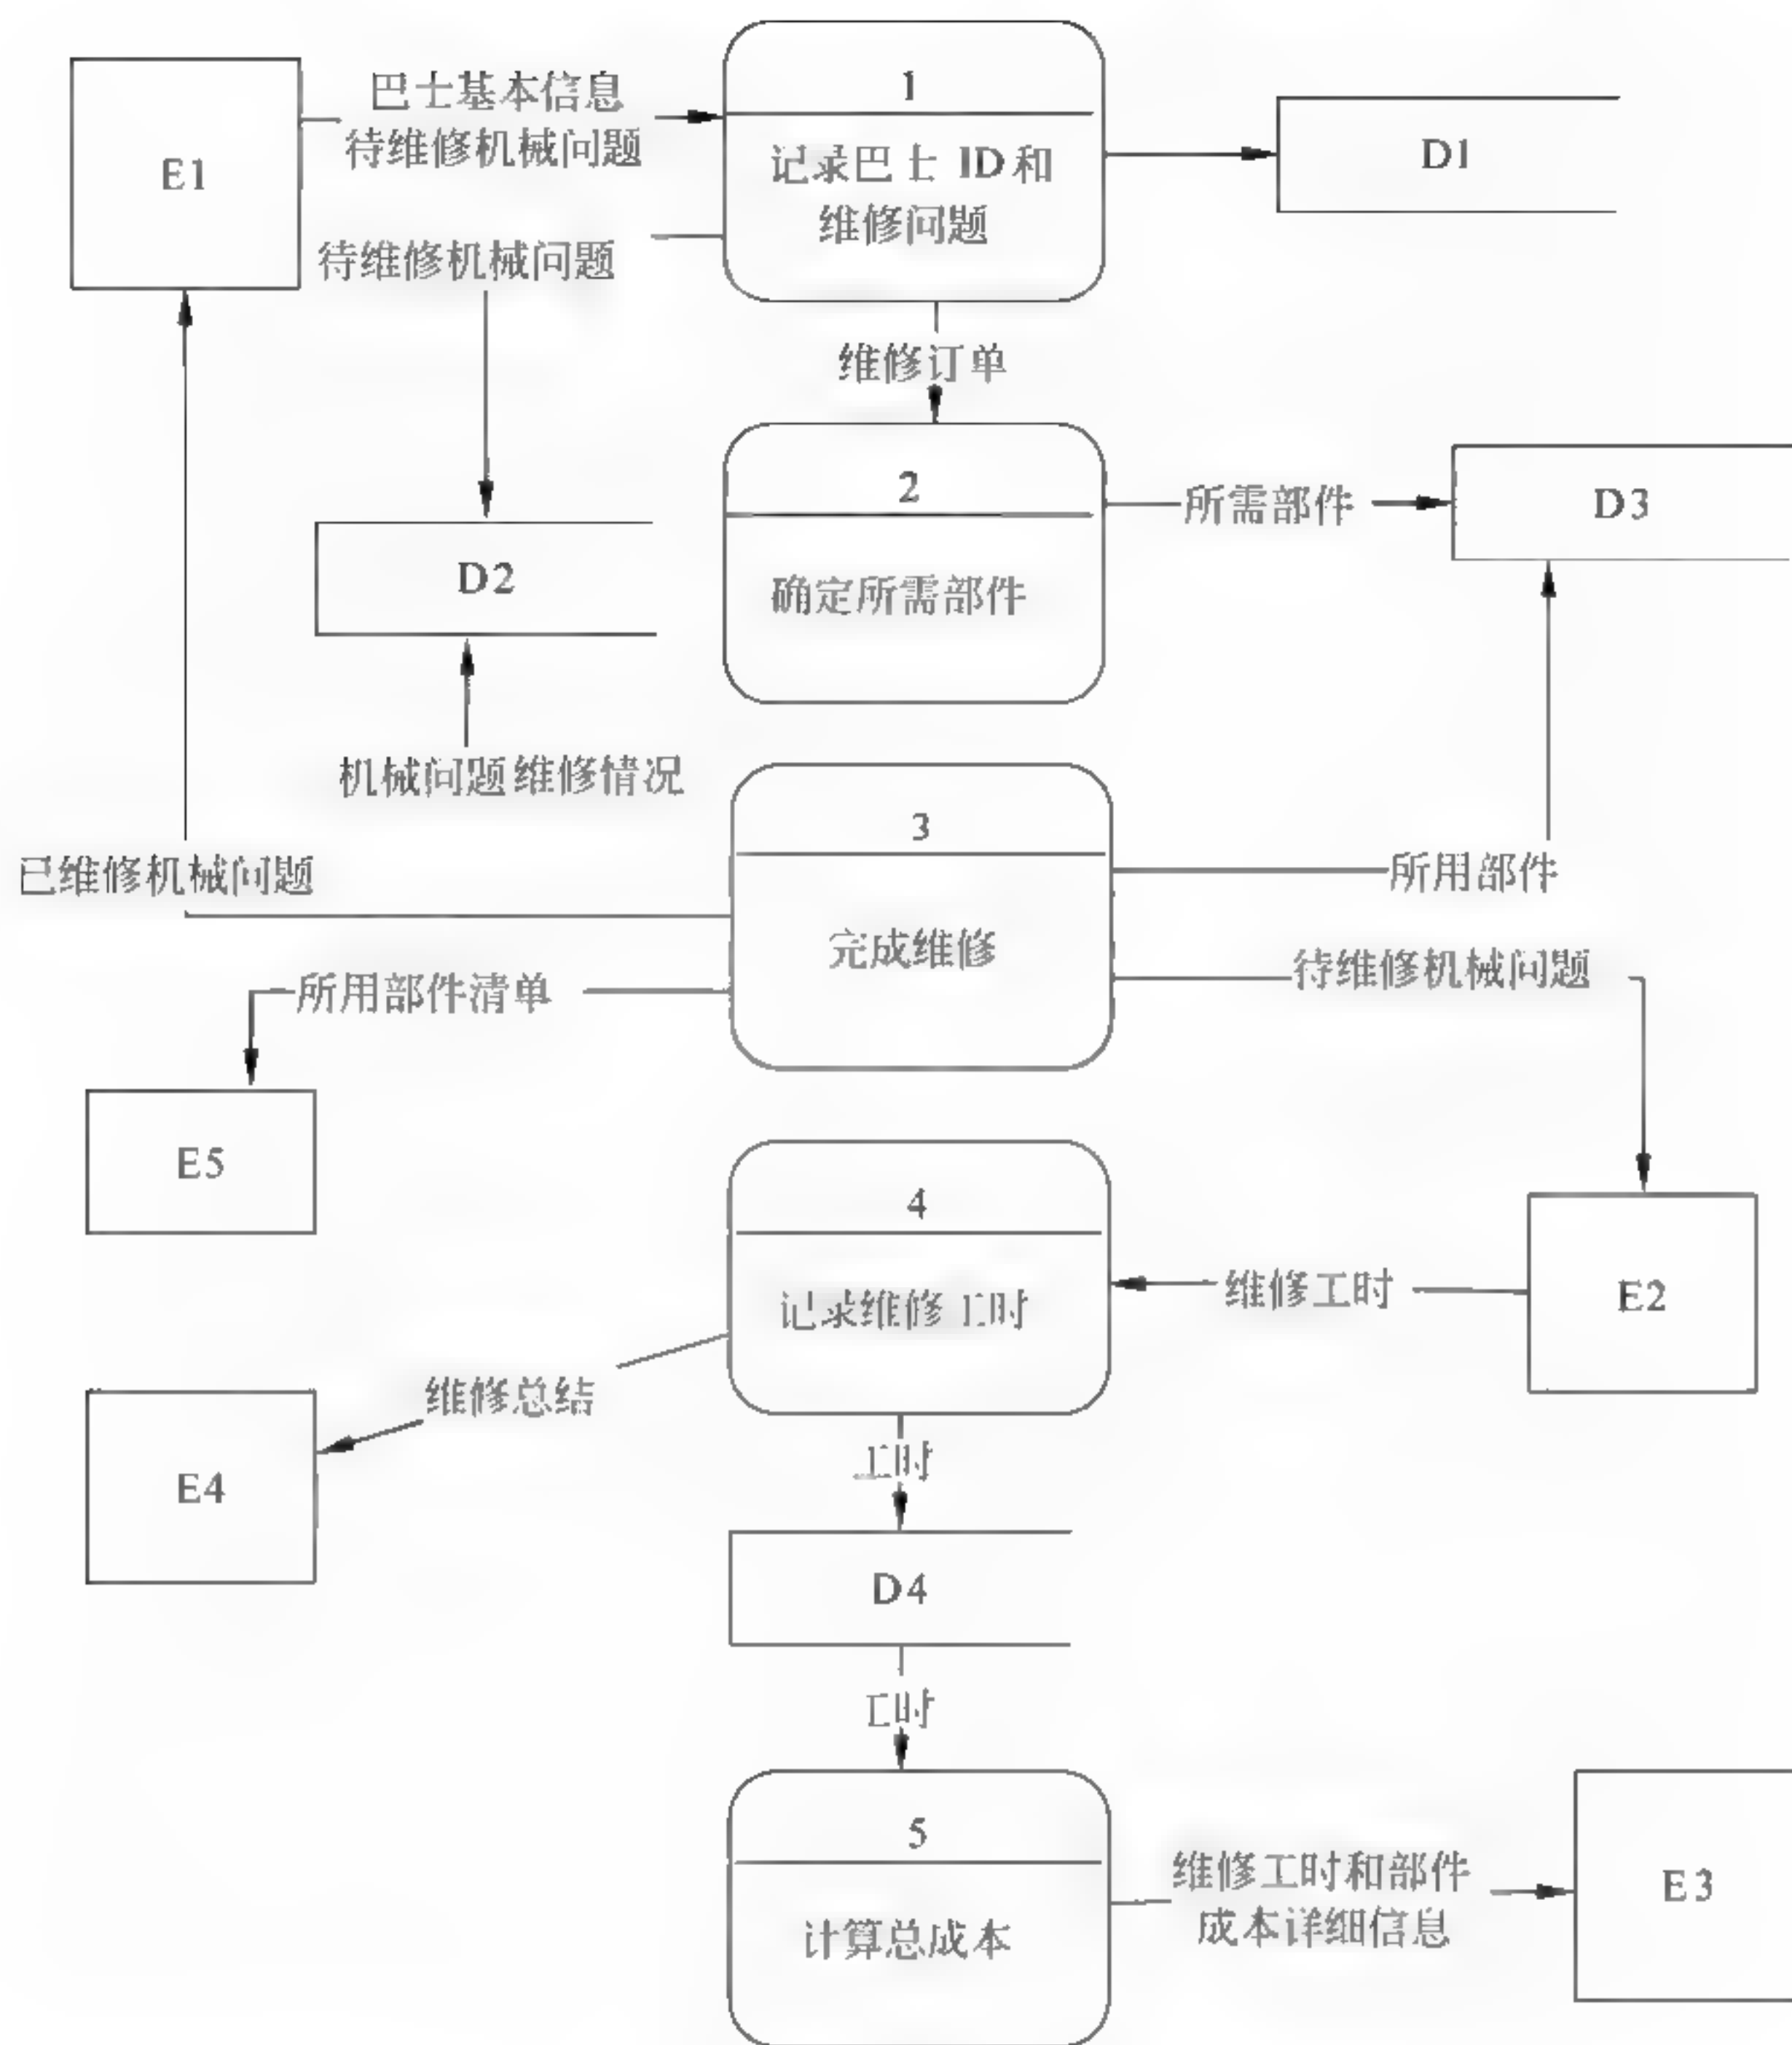 1
巴士基本信息
待维修机械问题
E1
记录巴士 ID 和
维修问题
D1
待维修机械问题
维修订单
2
所需部件
D3
D2
确定所需部件
机械问题维修情况
3
已维修机械问题
所用部件
完成维修
待维修机械问题
所用部件清单
E5
4
维修工时
E2
记录维修工时
维修总结
工时
E4
D4
工时
5
维修工时和部件
成本详细信息
E3
计算总成本